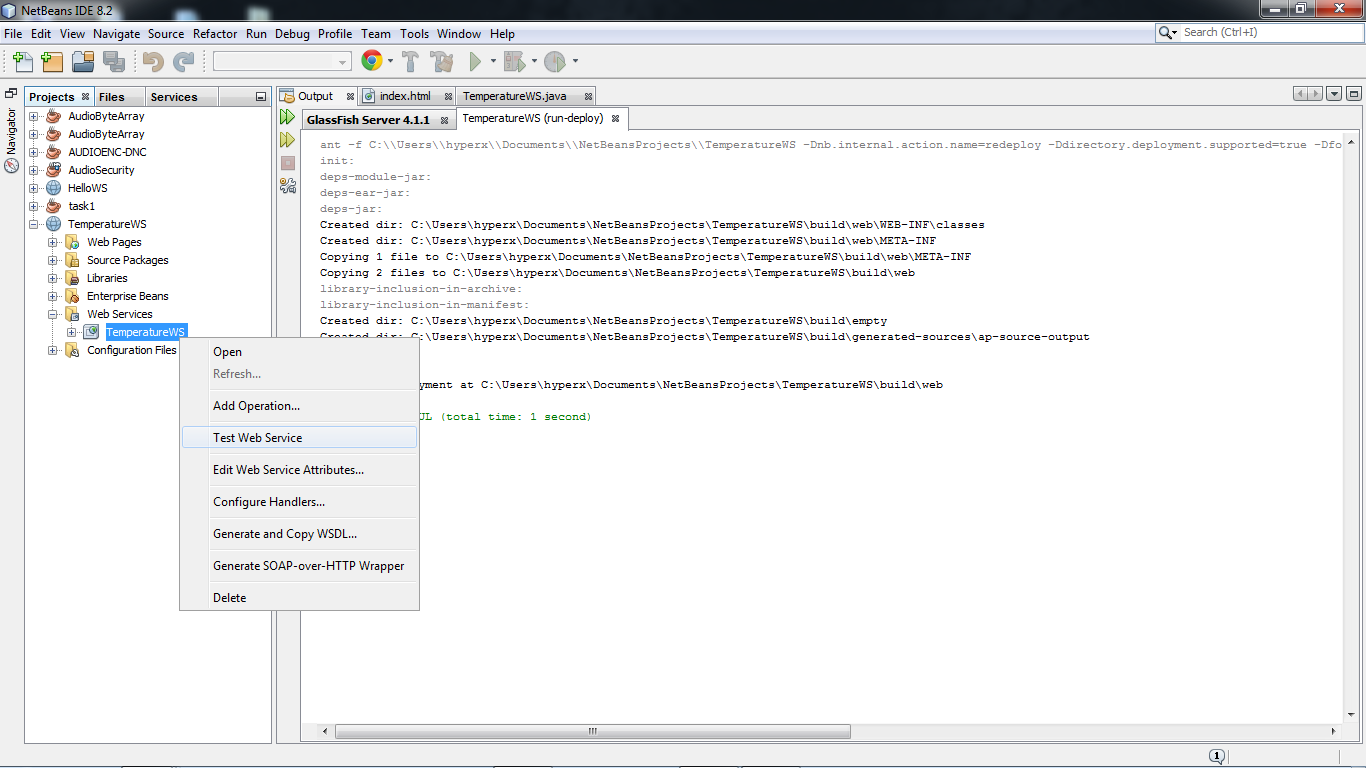 NetBeans IDE 8.2
File Edit View Navigate Source Refactor Run Debug Profile Team Tools Window Help
Search (Ctrl+I)
Projects Files Services
Navigator
AudioByteArray
AudioByteArray
AUDIOENC-DNC
AudioSecurity
HelloWS
task1
TemperatureWS
Web Pages
Source Packages
Libraries
Enterprise Beans
Web Services
TemperatureWS
Configuration Files
Open
Refresh...
Add Operation...
Test Web Service
Edit Web Service Attributes...
Configure Handlers...
Generate and Copy WSDL...
Generate SOAP-over-HTTP Wrapper
Delete
Output index.html TemperatureWS.java
GlassFish Server 4.1.1 TemperatureWS (run-deploy)
ant -f C:\\Users\\hyperx\\Documents\\NetBeansProjects\\TemperatureWS -Dnb.internal.action.name=redeploy -Ddirectory.deployment.supported=true -Dfo
init:
deps-module-jar:
deps-ear-jar:
deps-jar:
Created dir: C:\Users\hyperx\Documents\NetBeansProjects\TemperatureWS\build\web\WEB-INF\classes
Created dir: C:\Users\hyperx\Documents\NetBeansProjects\TemperatureWS\build\web\META-INF
Copying 1 file to C:\Users\hyperx\Documents\NetBeansProjects\TemperatureWS\build\web\META-INF
Copying 2 files to C:\Users\hyperx\Documents\NetBeansProjects\TemperatureWS\build\web
library-inclusion-in-archive:
library-inclusion-in-manifest:
Created dir: C:\Users\hyperx\Documents\NetBeansProjects\TemperatureWS\build\empty
Created dir: C:\Users\hyperx\Documents\NetBeansProjects\TemperatureWS\build\generated-sources\ap-source-output
yment at C:\Users\hyperx\Documents\NetBeansProjects\TemperatureWS\build\web
UL (total time: 1 second)
1